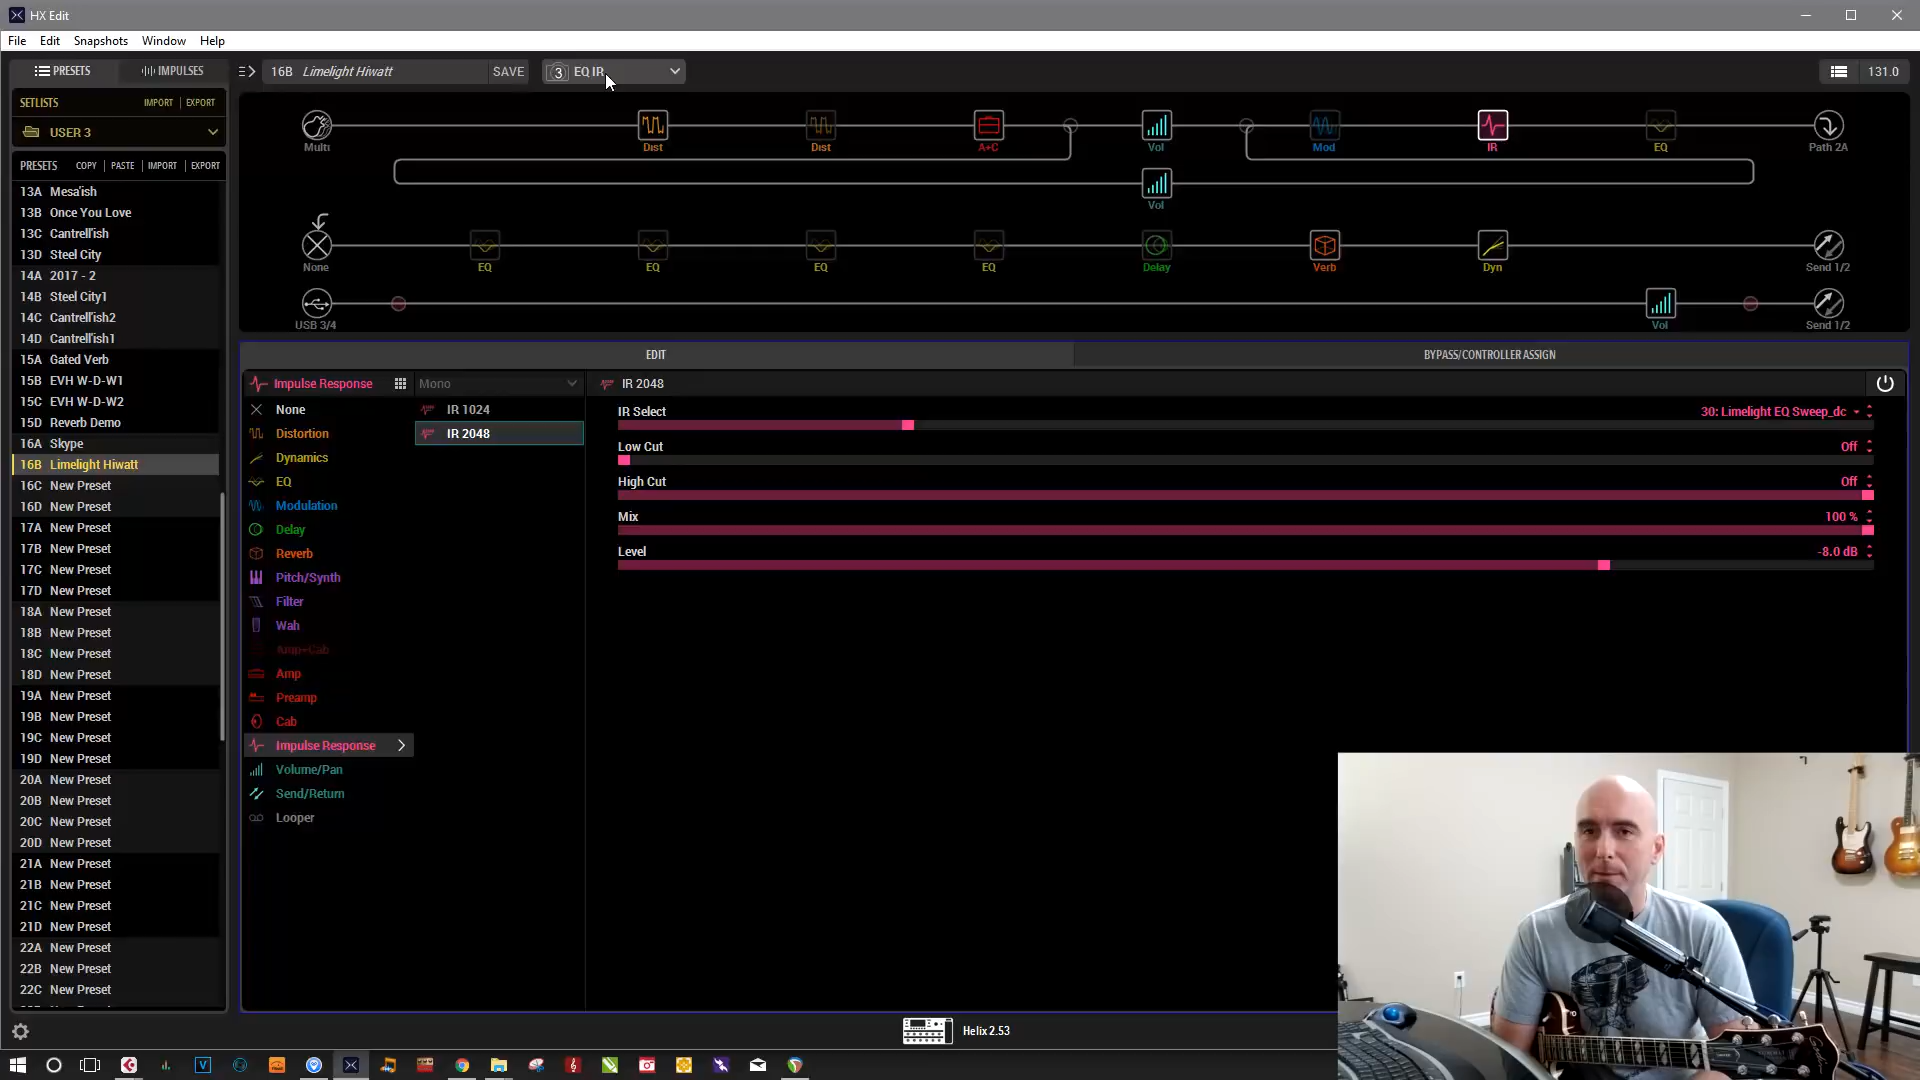 HX Edit
File Edit Snapshots Window Help
PRESETS IMPULSES
16B Limelight Hiwatt SAVE 3 EQ IR 131.0
SETLISTS IMPORT | EXPORT
USER 3
PRESETS COPY | PASTE | IMPORT | EXPORT
13A Mesa'ish
13B Once You Love
13C Cantrell'ish
13D Steel City
14A 2017 - 2
14B Steel City1
14C Cantrell'ish2
14D Cantrell'ish1
15A Gated Verb
15B EVH W-D-W1
15C EVH W-D-W2
15D Reverb Demo
16A Skype
16B Limelight Hiwatt
16C New Preset
16D New Preset
17A New Preset
17B New Preset
17C New Preset
17D New Preset
18A New Preset
18B New Preset
18C New Preset
18D New Preset
19A New Preset
19B New Preset
19C New Preset
19D New Preset
20A New Preset
20B New Preset
20C New Preset
20D New Preset
21A New Preset
21B New Preset
21C New Preset
21D New Preset
22A New Preset
22B New Preset
22C New Preset
Multi Dist Dist A+C Vol Mod IR EQ Path 2A
Vol
None EQ EQ EQ EQ Delay Verb Dyn Send 1/2
USB 3/4 Vol Send 1/2
EDIT BYPASS/CONTROLLER ASSIGN
Impulse Response Mono IR 2048
None
Distortion
Dynamics
EQ
Modulation
Delay
Reverb
Pitch/Synth
Filter
Wah
Amp+Cab
Amp
Preamp
Cab
Impulse Response
Volume/Pan
Send/Return
Looper
IR 1024
IR 2048
IR Select 30: Limelight EQ Sweep_dc
Low Cut Off
High Cut Off
Mix 100 %
Level -8.0 dB
Helix 2.53